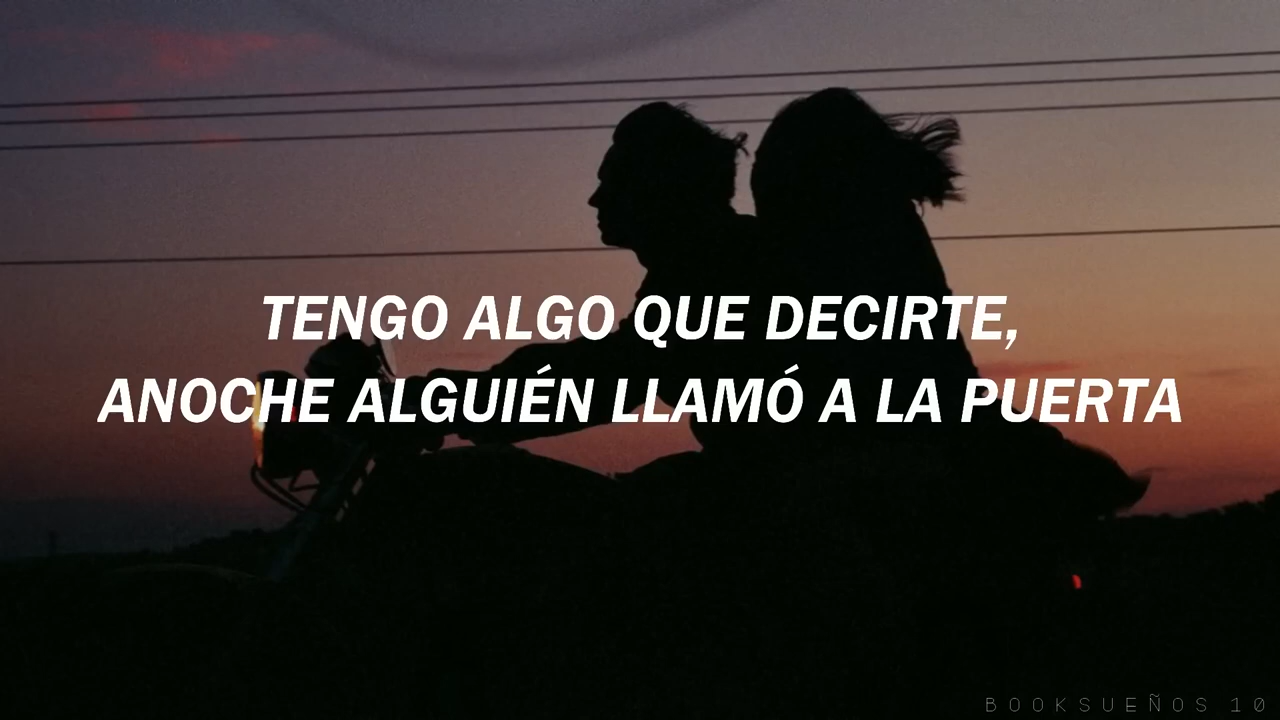 TENGO ALGO QUE DECIRTE,
ANOCHE ALGUIÉN LLAMÓ A LA PUERTA
BOOKSUEÑOS 10